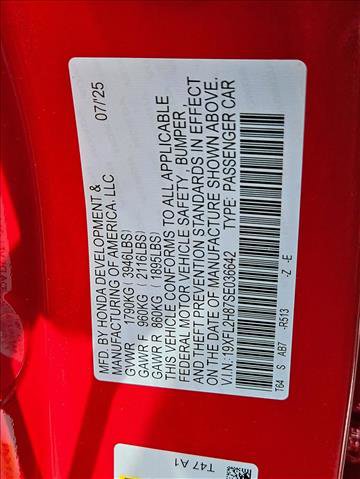 MFD. BY HONDA DEVELOPMENT &
MANUFACTURING OF AMERICA, LLC 07/'25
GVWR 1790KG (3946LBS)
GAWR F 960KG (2116LBS)
GAWR R 860KG (1895LBS)
THIS VEHICLE CONFORMS TO ALL APPLICABLE
FEDERAL MOTOR VEHICLE SAFETY, BUMPER,
AND THEFT PREVENTION STANDARDS IN EFFECT
ON THE DATE OF MANUFACTURE SHOWN ABOVE.
V.I.N: 19XFL2H87SE036642 TYPE: PASSENGER CAR
T64 S AB7 -R513 -Z -E
T47 A1